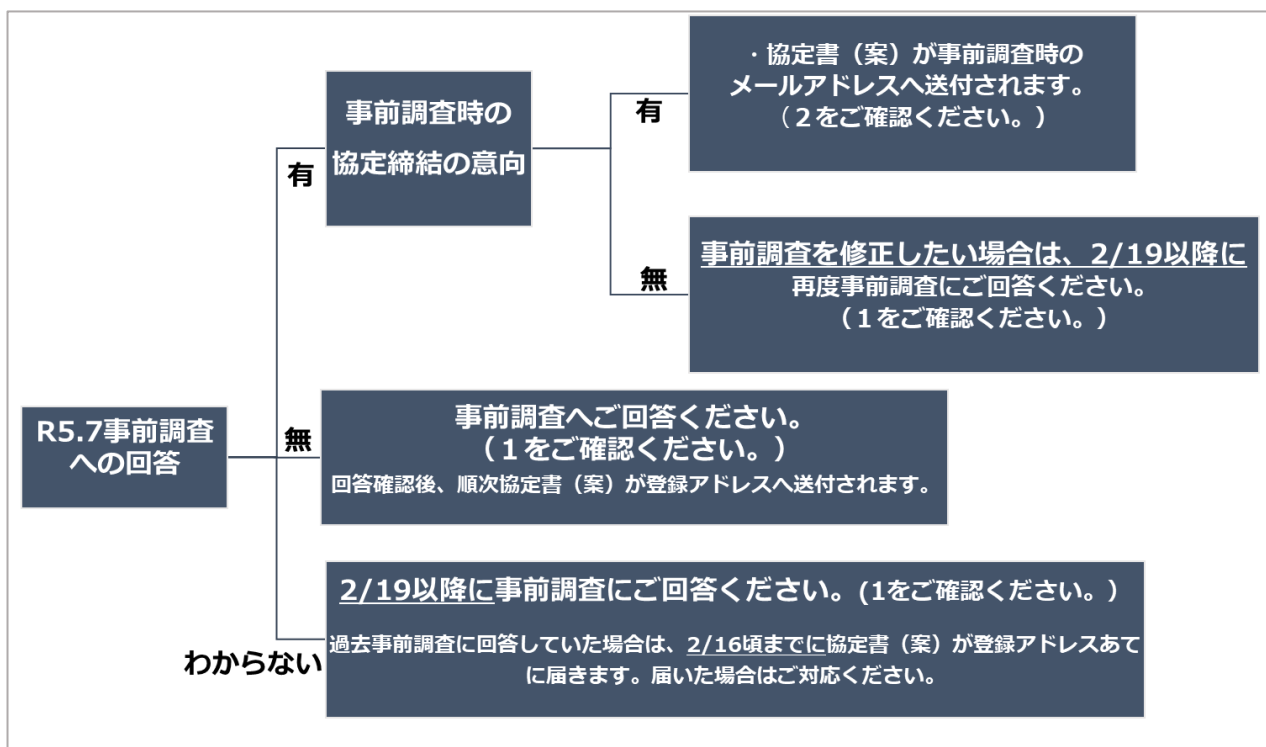 R5.7事前調査
への回答
有
事前調査時の
協定締結の意向
有
・協定書（案）が事前調査時の
メールアドレスへ送付されます。
（２をご確認ください。）
無
事前調査を修正したい場合は、2/19以降に
再度事前調査にご回答ください。
（１をご確認ください。）
無
事前調査へご回答ください。
（１をご確認ください。）
回答確認後、順次協定書（案）が登録アドレスへ送付されます。
わからない
2/19以降に事前調査にご回答ください。(1をご確認ください。）
過去事前調査に回答していた場合は、2/16頃までに協定書（案）が登録アドレスあて
に届きます。届いた場合はご対応ください。